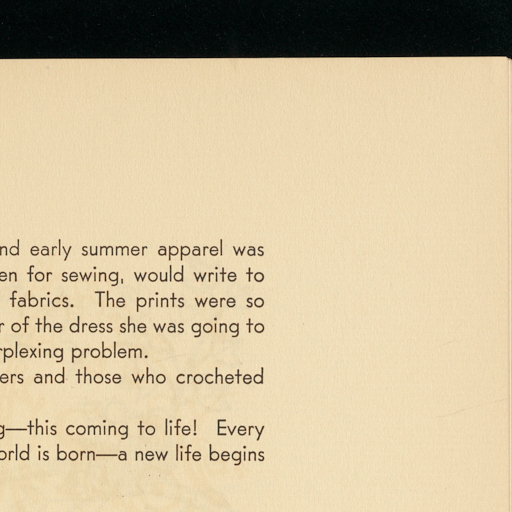 nd early summer apparel was
en for sewing, would write to
fabrics. The prints were so
r of the dress she was going to
rplexing problem.
ers and those who crocheted
g—this coming to life! Every
orld is born—a new life begins